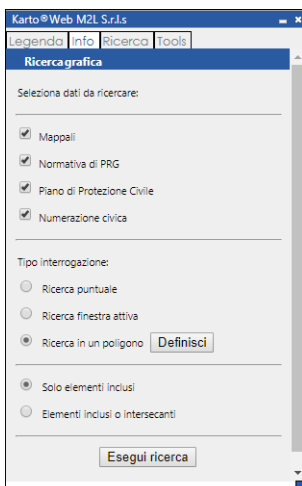 Karto®Web M2L S.r.l.s
Legenda Info Ricerca Tools
Ricerca grafica
Seleziona dati da ricercare:
Mappali
Normativa di PRG
Piano di Protezione Civile
Numerazione civica
Tipo interrogazione:
Ricerca puntuale
Ricerca finestra attiva
Ricerca in un poligono Definisci
Solo elementi inclusi
Elementi inclusi o intersecanti
Esegui ricerca